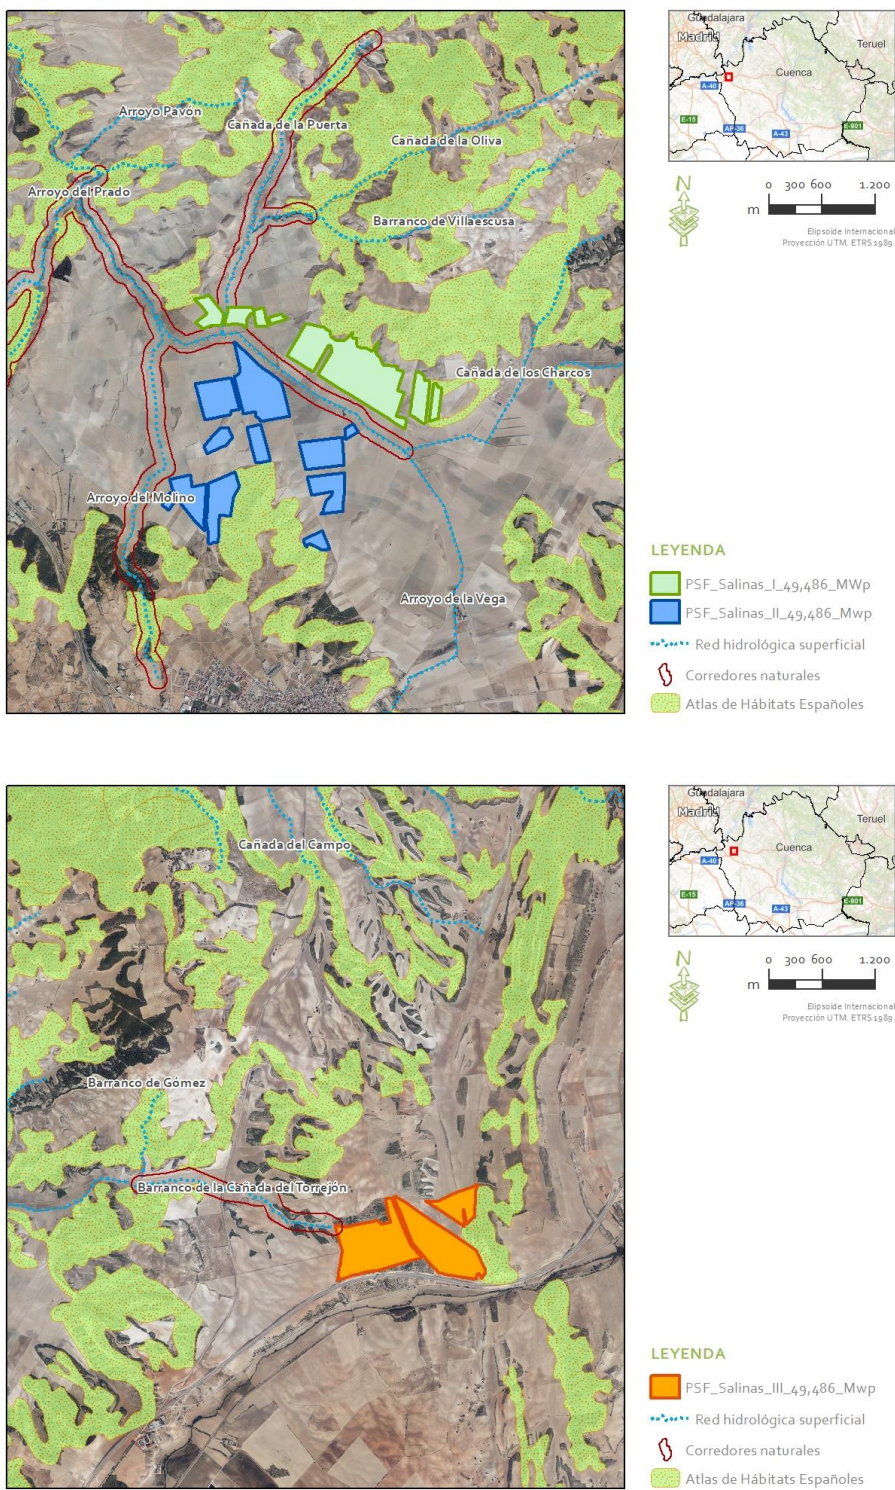 Arroyo Pavón
Cañada de la Puerta
Cañada de la Oliva
Arroyo del Prado
Barranco de Villaescusa
Cañada de los Charcos
Arroyo del Molino
Arroyo de la Vega
Guadalajara
Madrid
Teruel
Cuenca
A-40
E-15
AP-36
A-43
E-901
N
0 300 600 1.200
m
Elipsoide Internacional
Proyección UTM. ETRS 1989.
LEYENDA
PSF_Salinas_I_49,486_MWp
PSF_Salinas_II_49,486_Mwp
Red hidrológica superficial
Corredores naturales
Atlas de Hábitats Españoles
Cañada del Campo
Barranco de Gómez
Barranco de la Cañada del Torrejón
Guadalajara
Madrid
Teruel
Cuenca
A-40
E-15
AP-36
A-43
E-901
N
0 300 600 1.200
m
Elipsoide Internacional
Proyección UTM. ETRS 1989.
LEYENDA
PSF_Salinas_III_49,486_Mwp
Red hidrológica superficial
Corredores naturales
Atlas de Hábitats Españoles